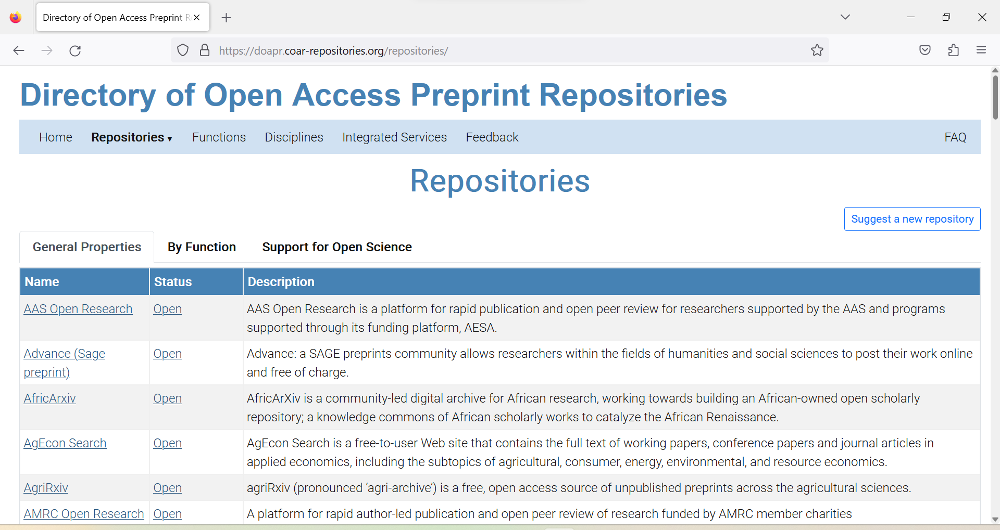 Directory of Open Access Preprint R
https://doapr.coar-repositories.org/repositories/
Directory of Open Access Preprint Repositories
Home Repositories ▾ Functions Disciplines Integrated Services Feedback FAQ
Repositories
Suggest a new repository
General Properties By Function Support for Open Science
Name Status Description
AAS Open Research Open AAS Open Research is a platform for rapid publication and open peer review for researchers supported by the AAS and programs
supported through its funding platform, AESA.
Advance (Sage Open Advance: a SAGE preprints community allows researchers within the fields of humanities and social sciences to post their work online
preprint) and free of charge.
AfricArxiv Open AfricArXiv is a community-led digital archive for African research, working towards building an African-owned open scholarly
repository; a knowledge commons of African scholarly works to catalyze the African Renaissance.
AgEcon Search Open AgEcon Search is a free-to-user Web site that contains the full text of working papers, conference papers and journal articles in
applied economics, including the subtopics of agricultural, consumer, energy, environmental, and resource economics.
AgriRxiv Open agriRxiv (pronounced ‘agri-archive’) is a free, open access source of unpublished preprints across the agricultural sciences.
AMRC Open Research Open A platform for rapid author-led publication and open peer review of research funded by AMRC member charities